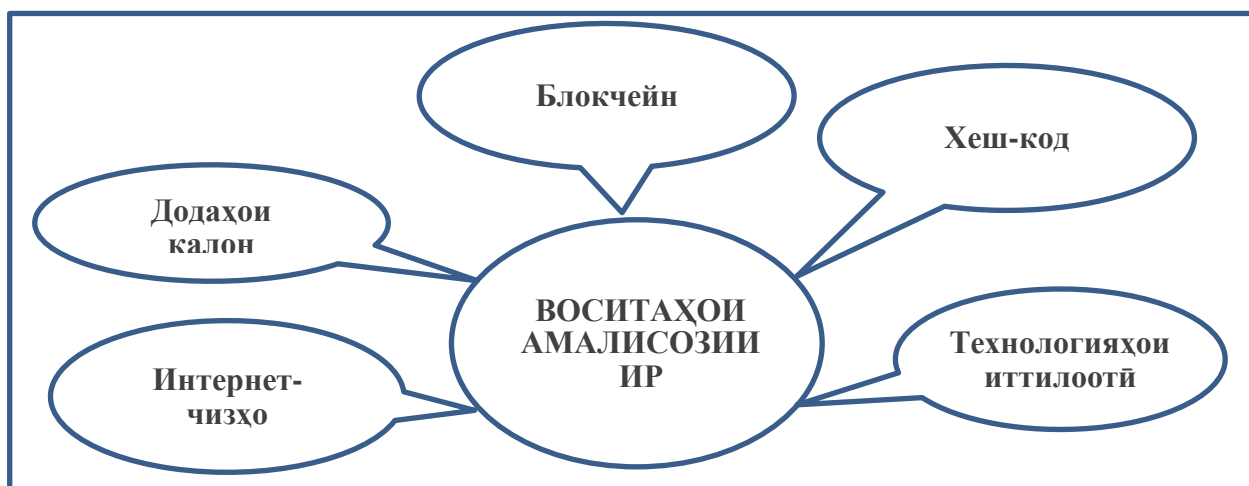 Блокчейн
Хеш-код
Додаҳои
калон
ВОСИТАҲОИ
АМАЛИСОЗИИ
ИР
Технологияҳои
иттилоотӣ
Интернет-
чизҳо